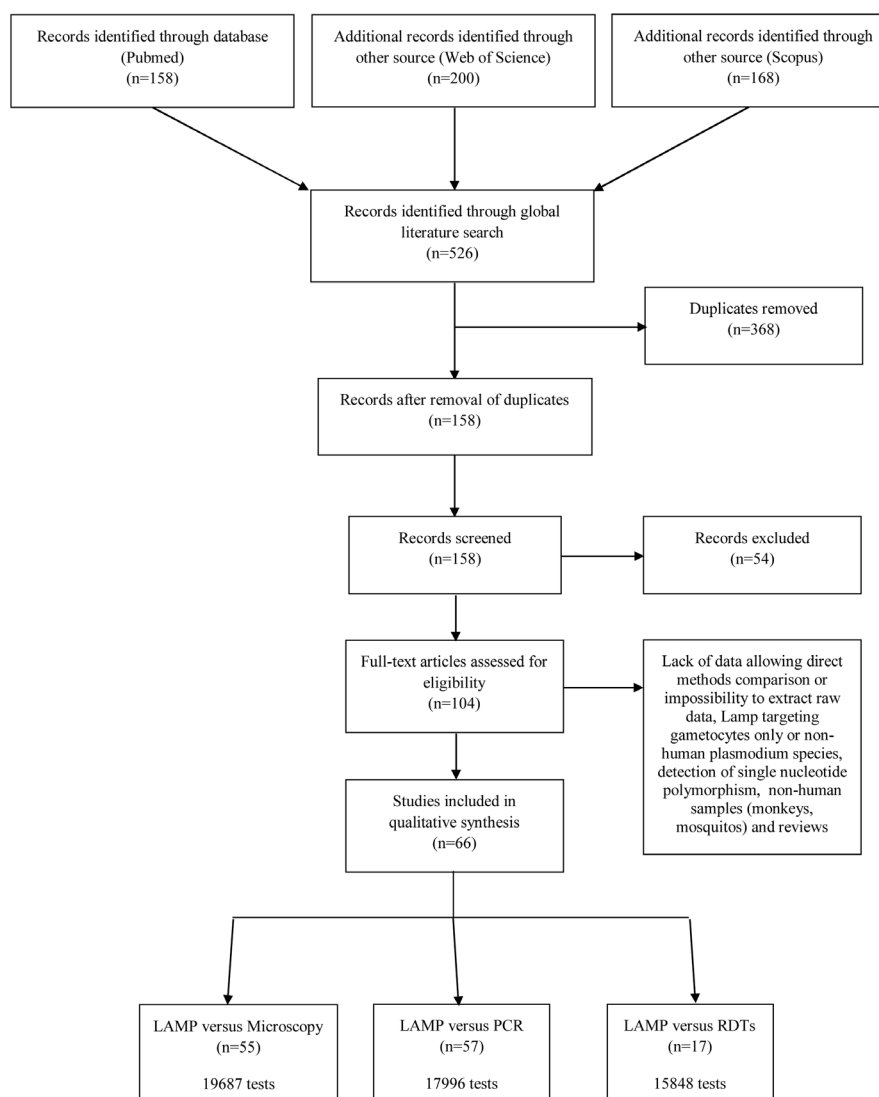 Records identified through database
(Pubmed)
(n=158)
Additional records identified through
other source (Web of Science)
(n=200)
Additional records identified through
other source (Scopus)
(n=168)
Records identified through global
literature search
(n=526)
Duplicates removed
(n=368)
Records after removal of duplicates
(n=158)
Records screened
(n=158)
Records excluded
(n=54)
Full-text articles assessed for
eligibility
(n=104)
Lack of data allowing direct
methods comparison or
impossibility to extract raw
data, Lamp targeting
gametocytes only or non-
human plasmodium species,
detection of single nucleotide
polymorphism, non-human
samples (monkeys,
mosquitos) and reviews
Studies included in
qualitative synthesis
(n=66)
LAMP versus Microscopy
(n=55)
19687 tests
LAMP versus PCR
(n=57)
17996 tests
LAMP versus RDTs
(n=17)
15848 tests